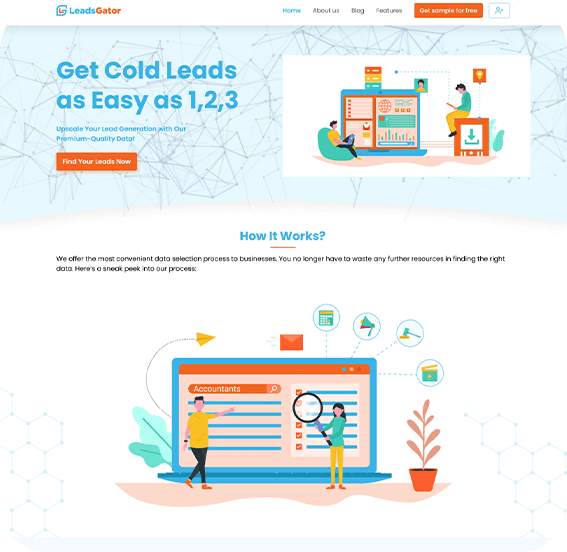 LeadsGator
Home About us Blog Features Get sample for free
Get Cold Leads
as Easy as 1,2,3
Upscale Your Lead Generation with Our
Premium-Quality Data!
Find Your Leads Now
How It Works?
We offer the most convenient data selection process to businesses. You no longer have to waste any further resources in finding the right
data. Here's a sneak peek into our process:
Accountants